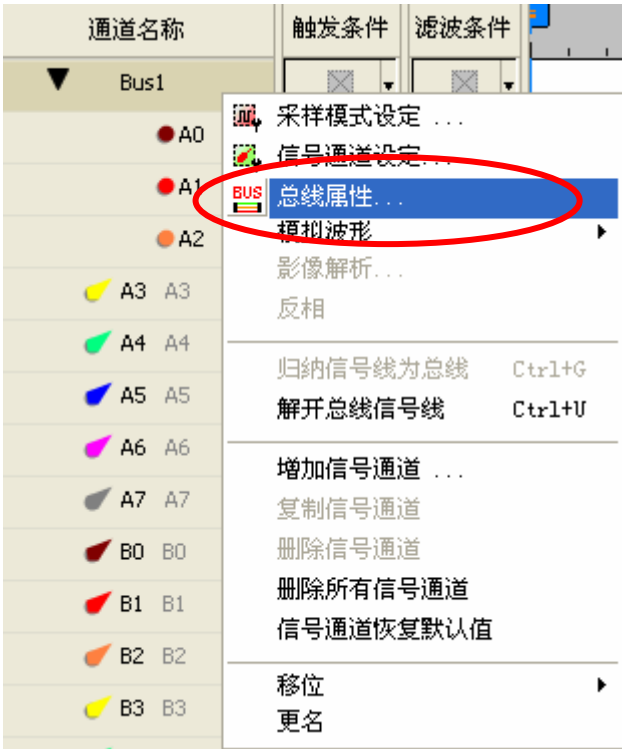 通道名称 触发条件 滤波条件
Bus1
A0
A1
A2
A3 A3
A4 A4
A5 A5
A6 A6
A7 A7
B0 B0
B1 B1
B2 B2
B3 B3
采样模式设定 ...
信号通道设定...
BUS 总线属性...
模拟波形
影像解析...
反相
归纳信号线为总线 Ctrl+G
解开总线信号线 Ctrl+U
增加信号通道 ...
复制信号通道
删除信号通道
删除所有信号通道
信号通道恢复默认值
移位
更名